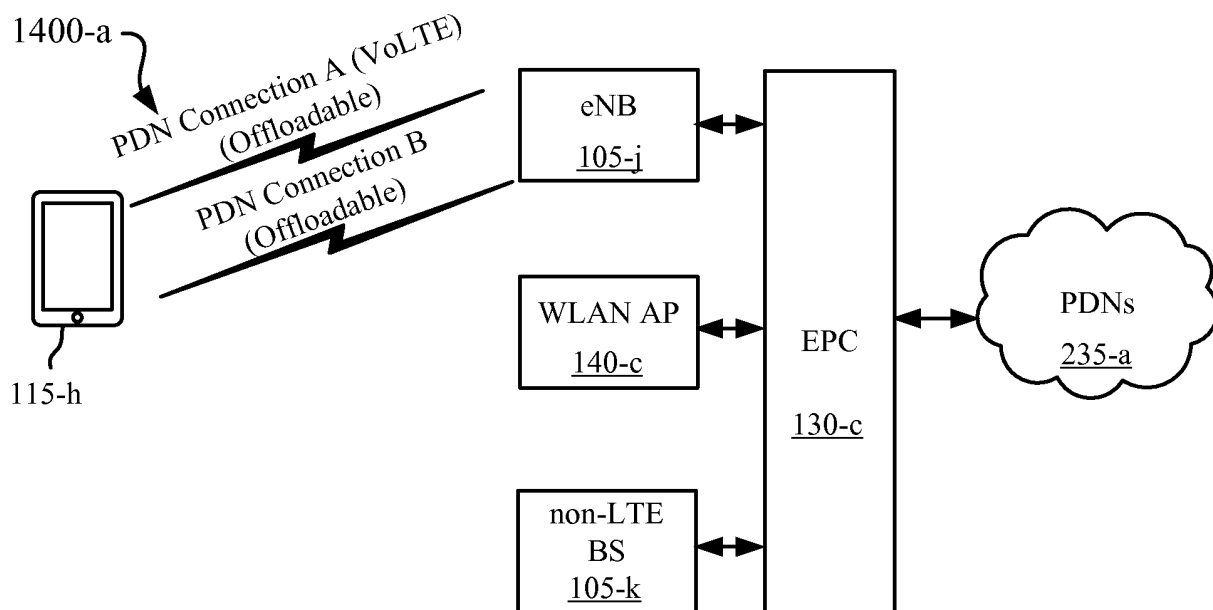 1400-a
PDN Connection A (VoLTE)
(Offloadable)
PDN Connection B
(Offloadable)
115-h
eNB
105-j
WLAN AP
140-c
non-LTE
BS
105-k
EPC
130-c
PDNs
235-a